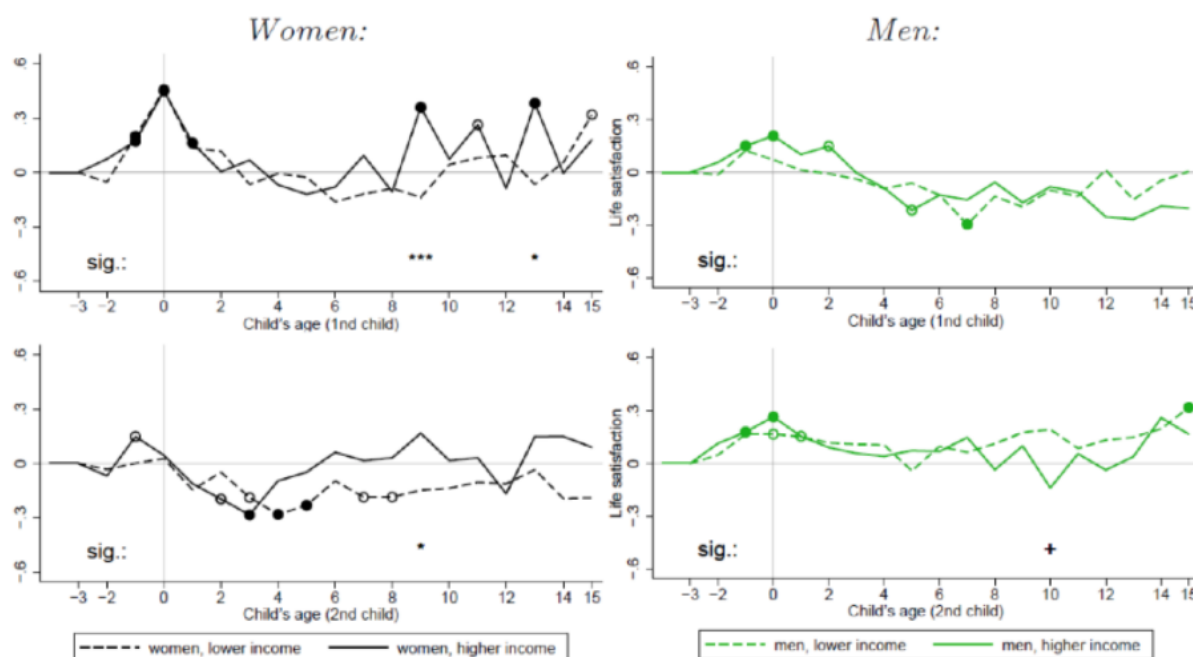 Women:
.6
.3
0
-.3
-.6
sig.:
***
*
-3 -2 0 2 4 6 8 10 12 14 15
Child's age (1nd child)
Men:
.6
.3
0
-.3
-.6
Life satisfaction
sig.:
-3 -2 0 2 4 6 8 10 12 14 15
Child's age (1nd child)
.6
.3
0
-.3
-.6
sig.:
*
-3 -2 0 2 4 6 8 10 12 14 15
Child's age (2nd child)
women, lower income women, higher income
.6
.3
0
-.3
-.6
Life satisfaction
sig.:
+
-3 -2 0 2 4 6 8 10 12 14 15
Child's age (2nd child)
men, lower income men, higher income